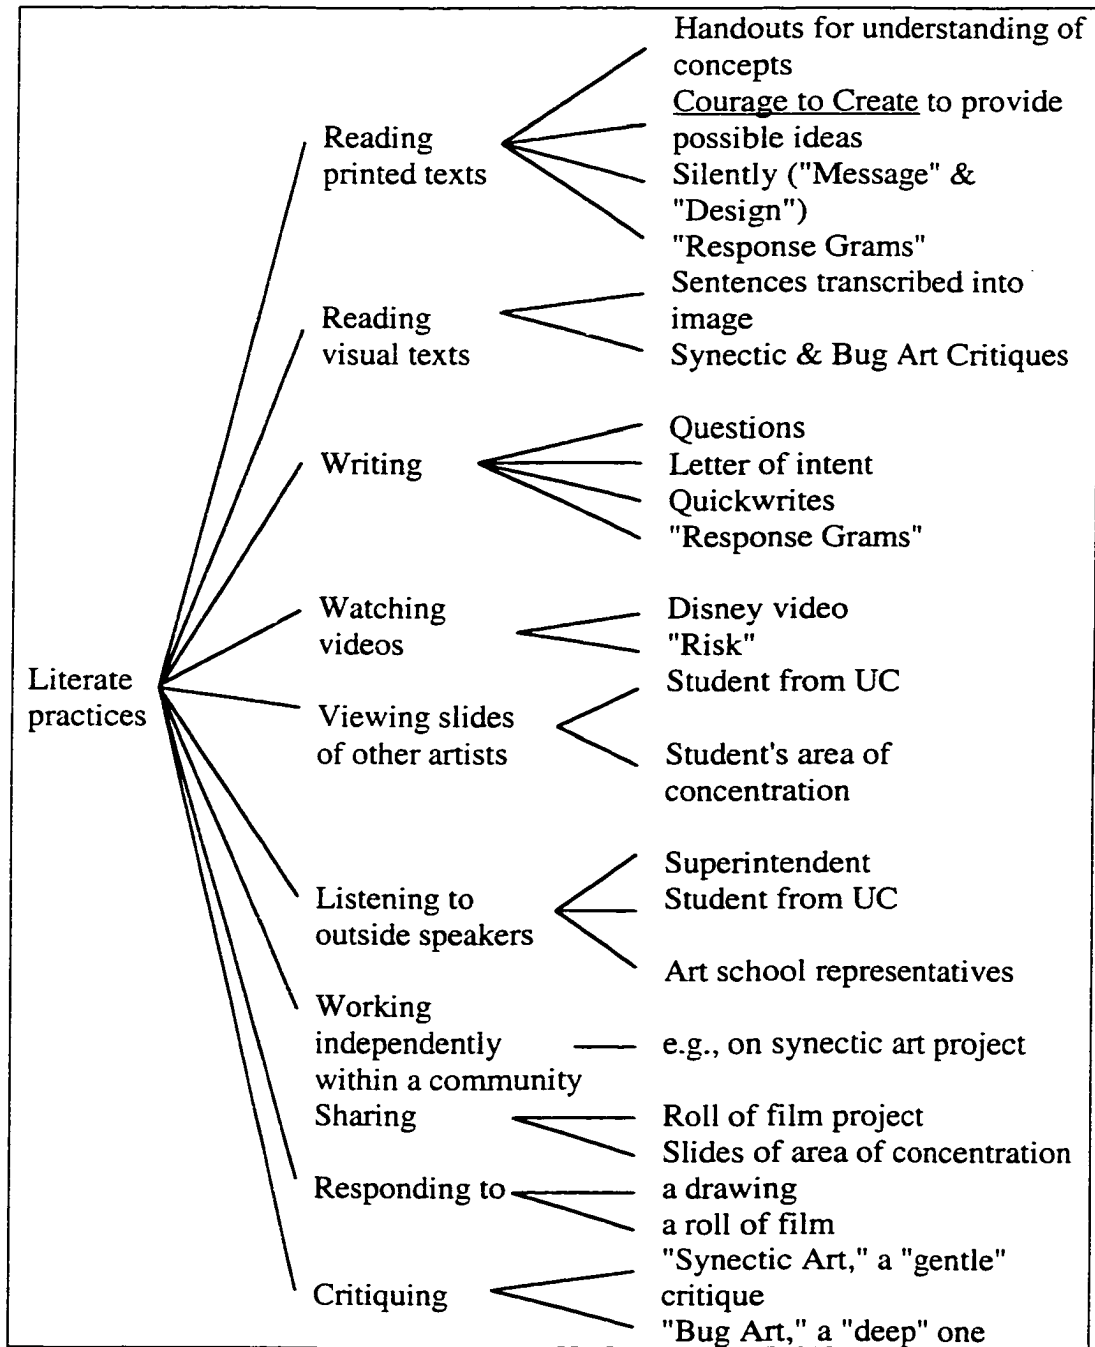 Literate
practices
Reading
printed texts
Handouts for understanding of
concepts
Courage to Create to provide
possible ideas
Silently ("Message" &
"Design")
"Response Grams"
Reading
visual texts
Sentences transcribed into
image
Synectic & Bug Art Critiques
Writing
Questions
Letter of intent
Quickwrites
"Response Grams"
Watching
videos
Disney video
"Risk"
Viewing slides
of other artists
Student from UC
Student's area of
concentration
Listening to
outside speakers
Superintendent
Student from UC
Art school representatives
Working
independently
within a community
e.g., on synectic art project
Sharing
Roll of film project
Slides of area of concentration
Responding to
a drawing
a roll of film
Critiquing
"Synectic Art," a "gentle"
critique
"Bug Art," a "deep" one